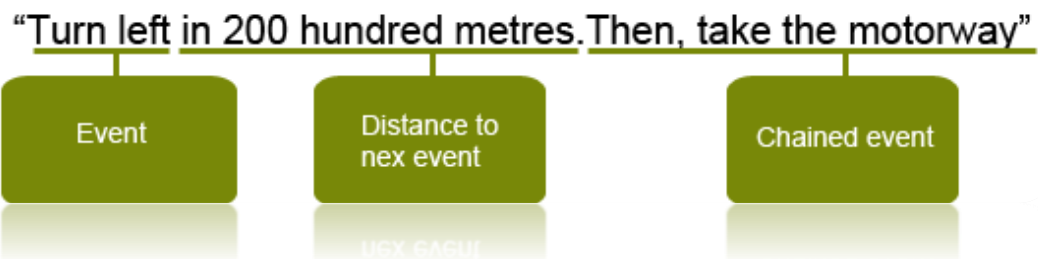 “Turn left in 200 hundred metres.Then, take the motorway”
Event
Distance to
nex event
Chained event